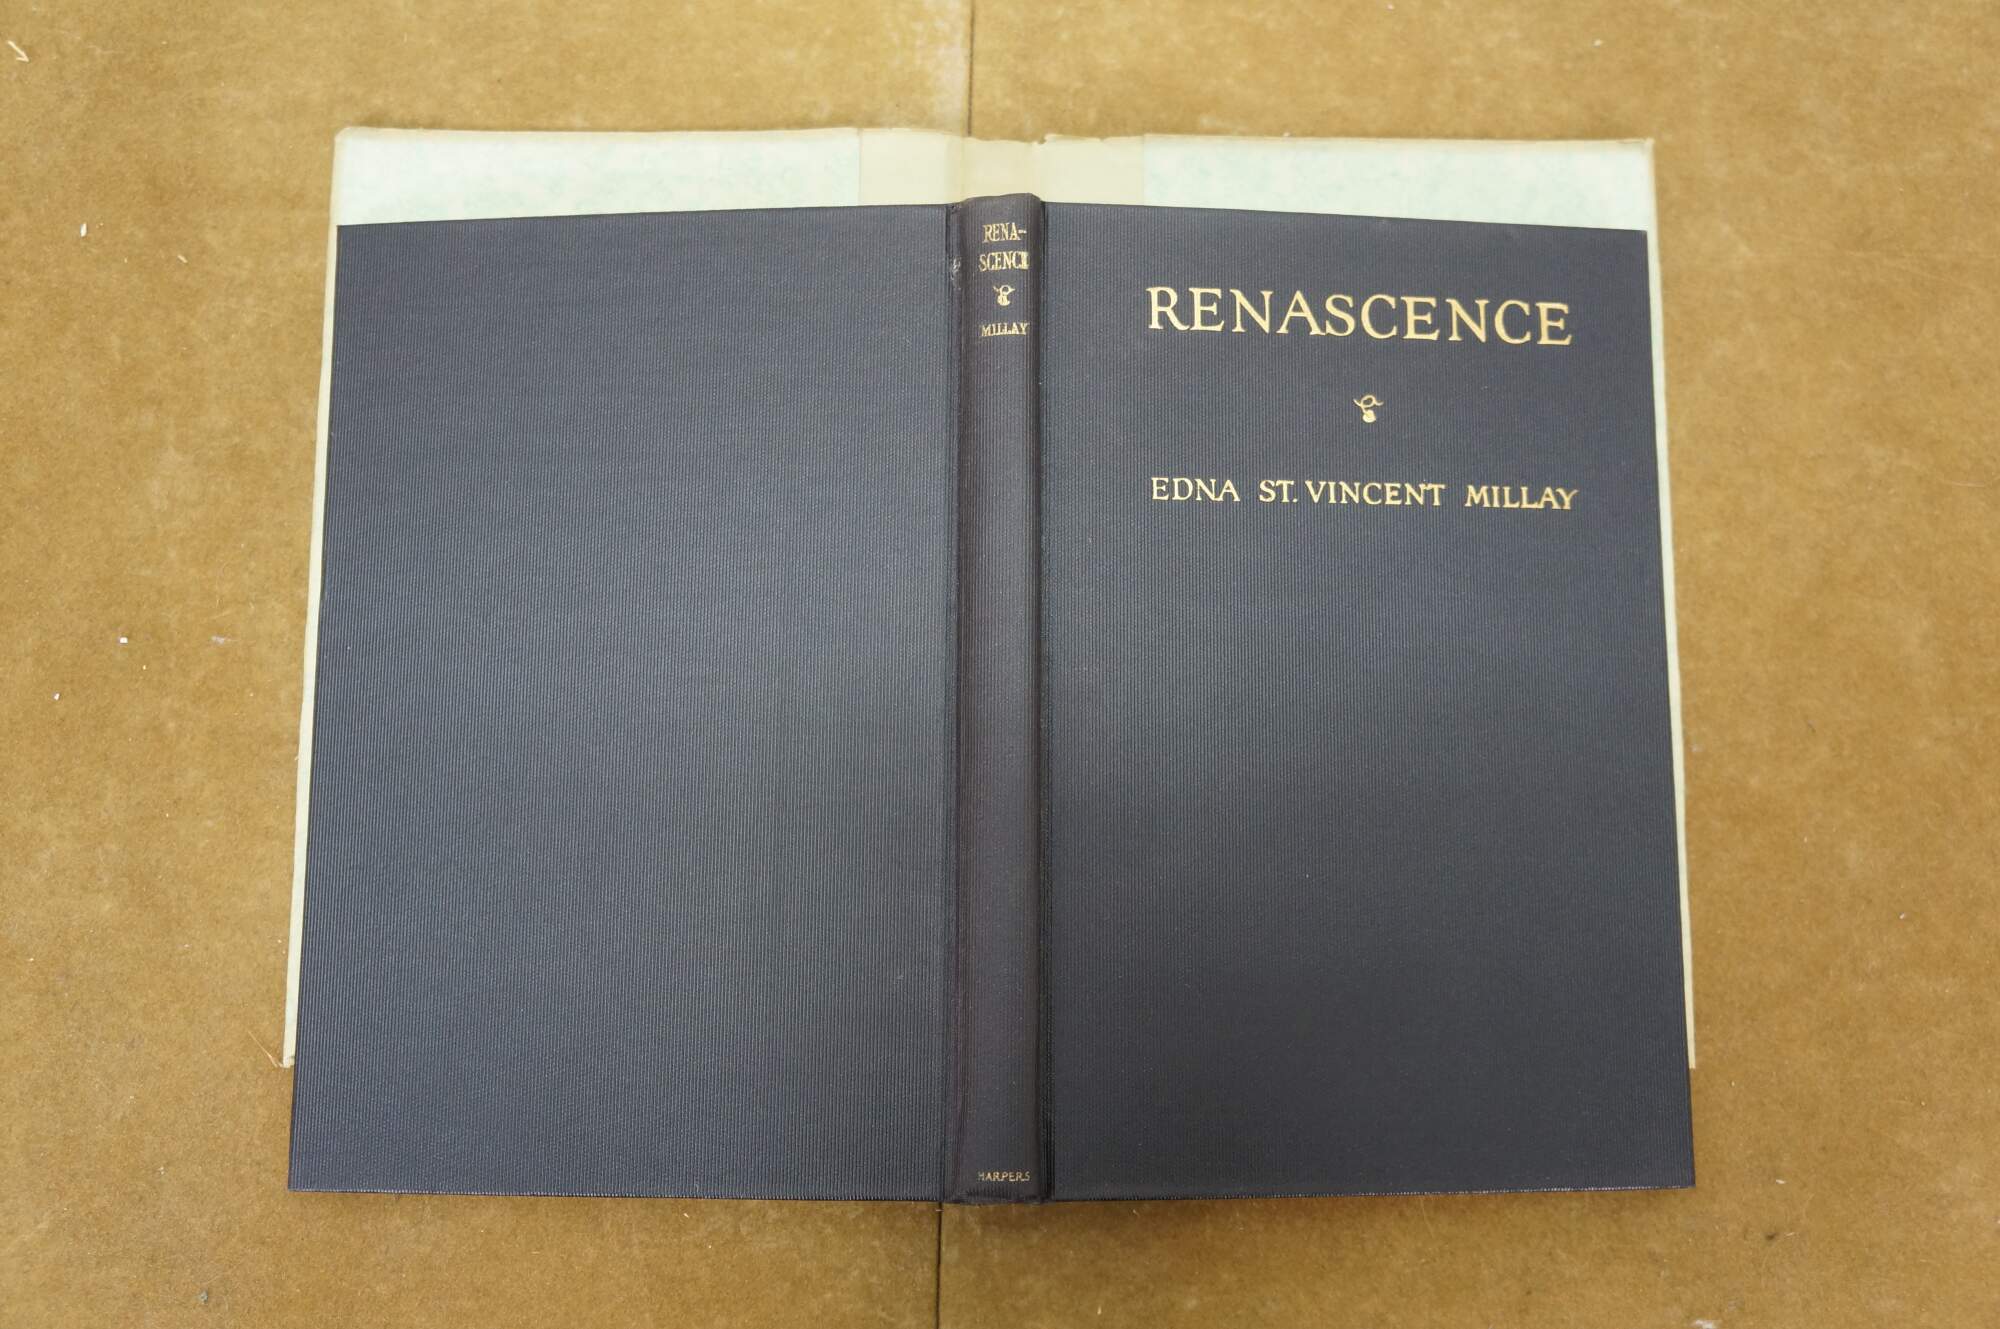 RENA-
SCENCE
MILLAY
HARPERS
RENASCENCE
EDNA ST. VINCENT MILLAY